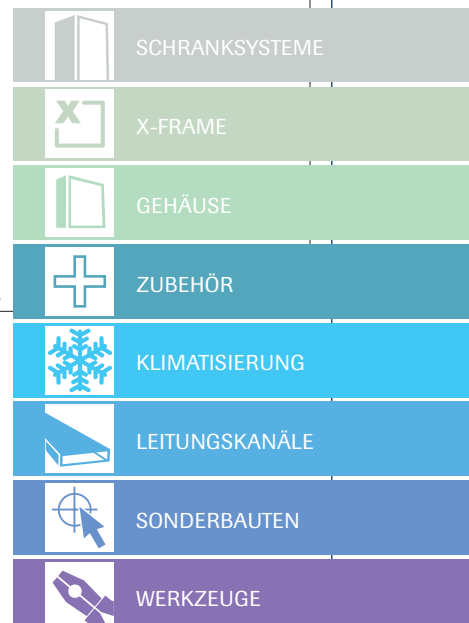 SCHRANKSYSTEME
X-FRAME
GEHÄUSE
ZUBEHÖR
KLIMATISIERUNG
LEITUNGSKANÄLE
SONDERBAUTEN
WERKZEUGE